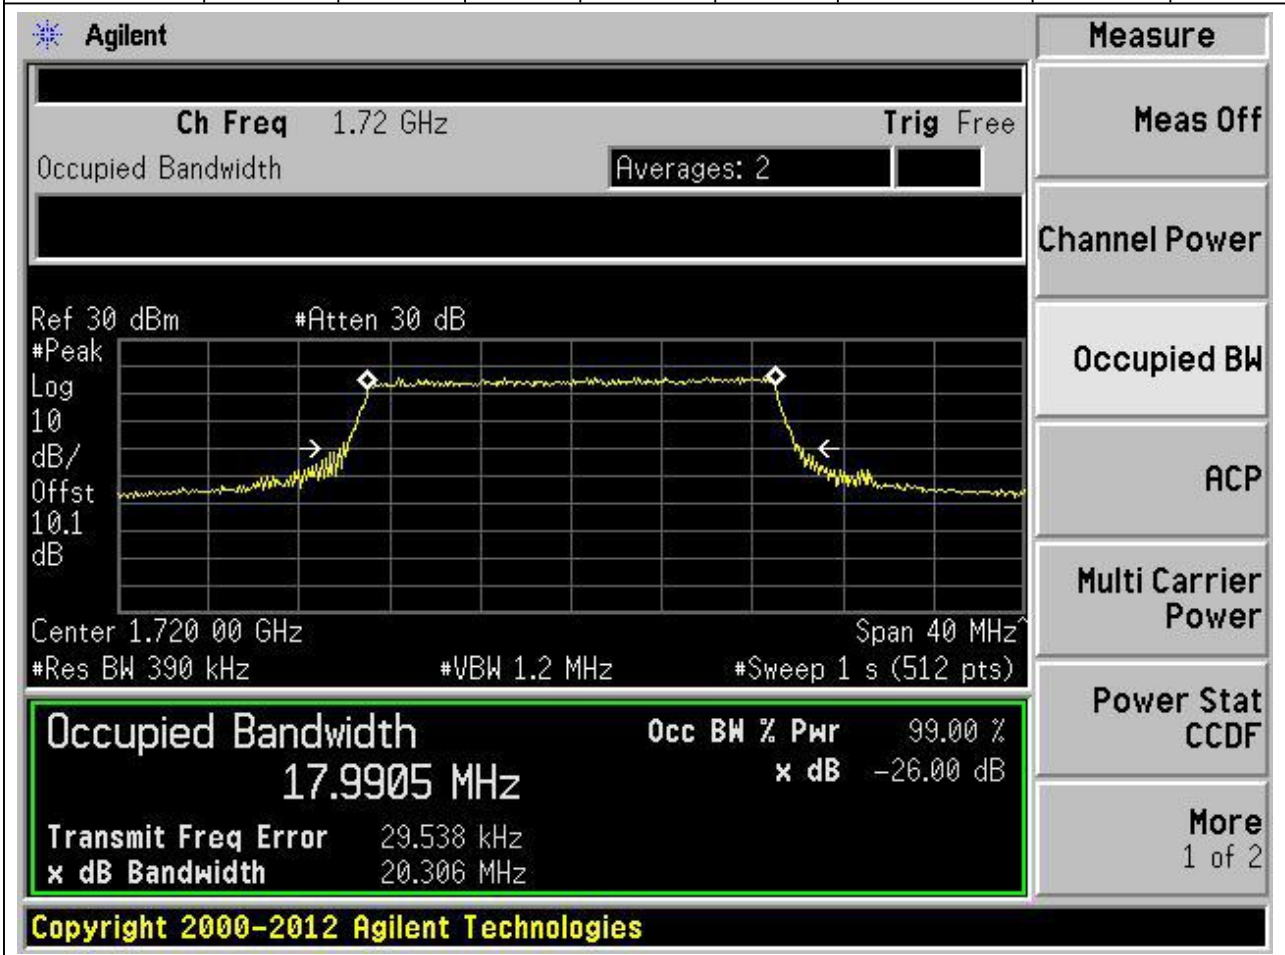 Agilent
Measure
Ch Freq 1.72 GHz Trig Free
Occupied Bandwidth Averages: 2
Meas Off
Channel Power
Occupied BW
ACP
Multi Carrier
Power
Power Stat
CCDF
More
1 of 2
Ref 30 dBm #Atten 30 dB
#Peak
Log
10
dB/
Offst
10.1
dB
Center 1.720 00 GHz Span 40 MHz^
#Res BW 390 kHz #VBW 1.2 MHz #Sweep 1 s (512 pts)
Occupied Bandwidth Occ BW % Pwr 99.00 %
17.9905 MHz x dB -26.00 dB
Transmit Freq Error 29.538 kHz
x dB Bandwidth 20.306 MHz
Copyright 2000-2012 Agilent Technologies